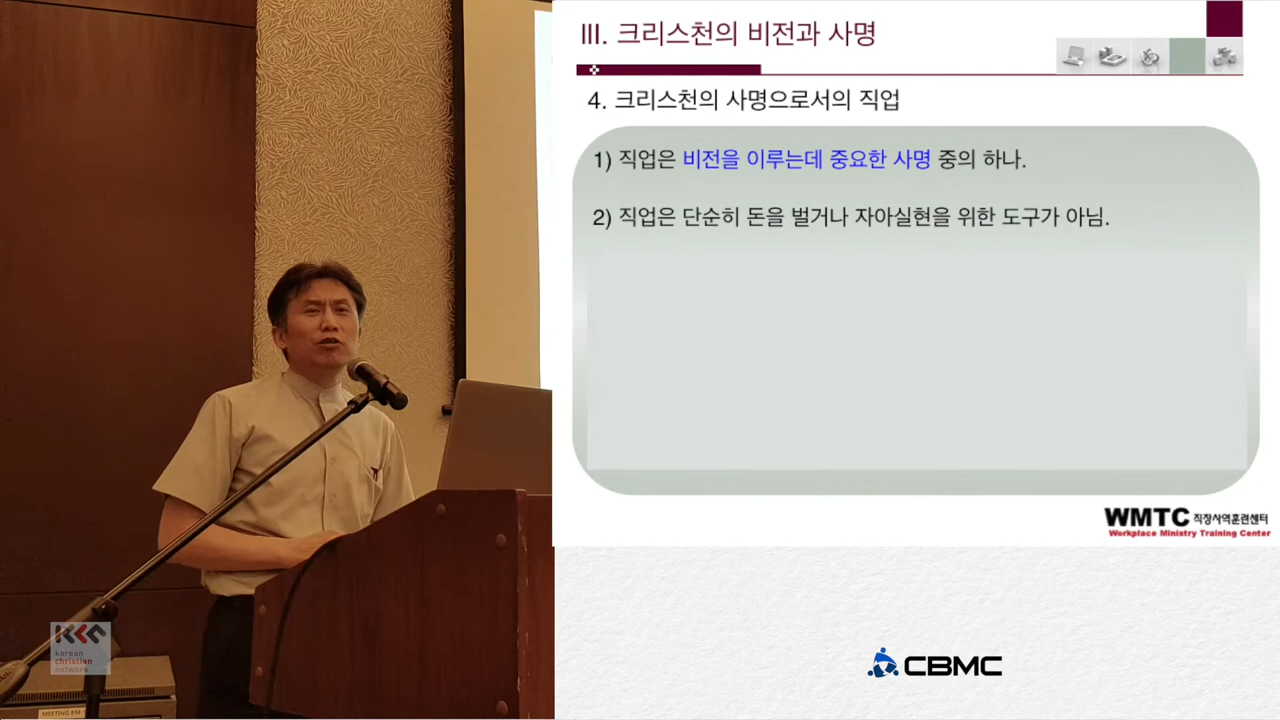 III. 크리스천의 비전과 사명
4. 크리스천의 사명으로서의 직업
1) 직업은 비전을 이루는데 중요한 사명 중의 하나.
2) 직업은 단순히 돈을 벌거나 자아실현을 위한 도구가 아님.
WMTC 직장사역훈련센터
Workplace Ministry Training Center
CBMC
KCN
korean
christian
network
MEETING RM